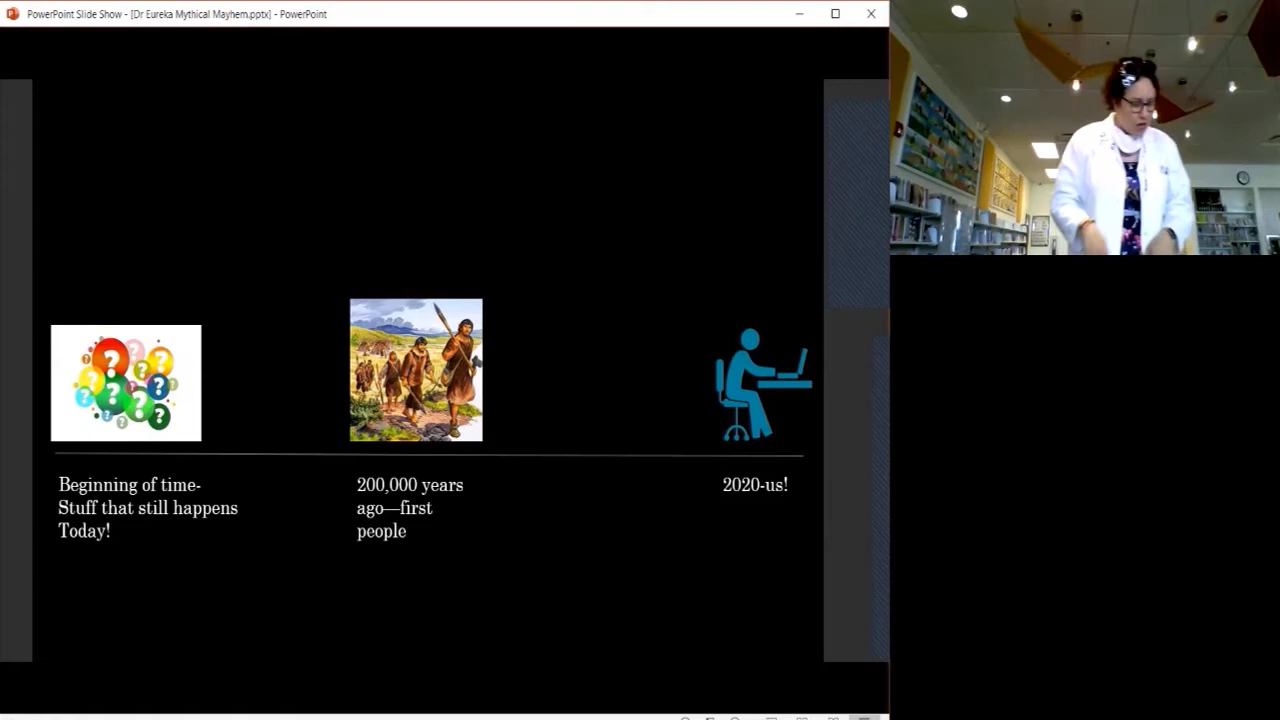 PowerPoint Slide Show - [Dr Eureka Mythical Mayhem.pptx] - PowerPoint
Beginning of time-
Stuff that still happens
Today!
200,000 years
ago—first
people
2020-us!